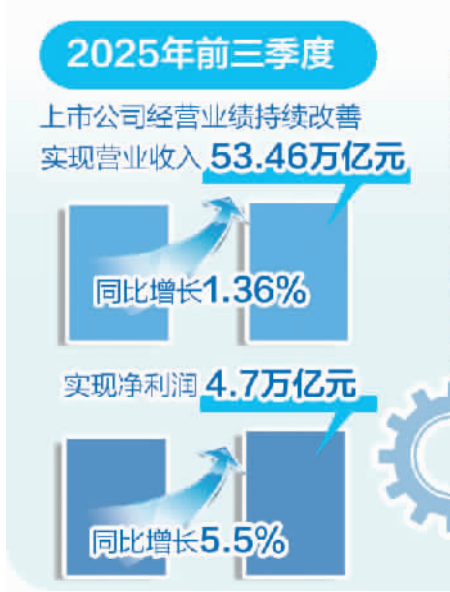 2025年前三季度
上市公司经营业绩持续改善
实现营业收入 53.46万亿元
同比增长1.36%
实现净利润 4.7万亿元
同比增长5.5%